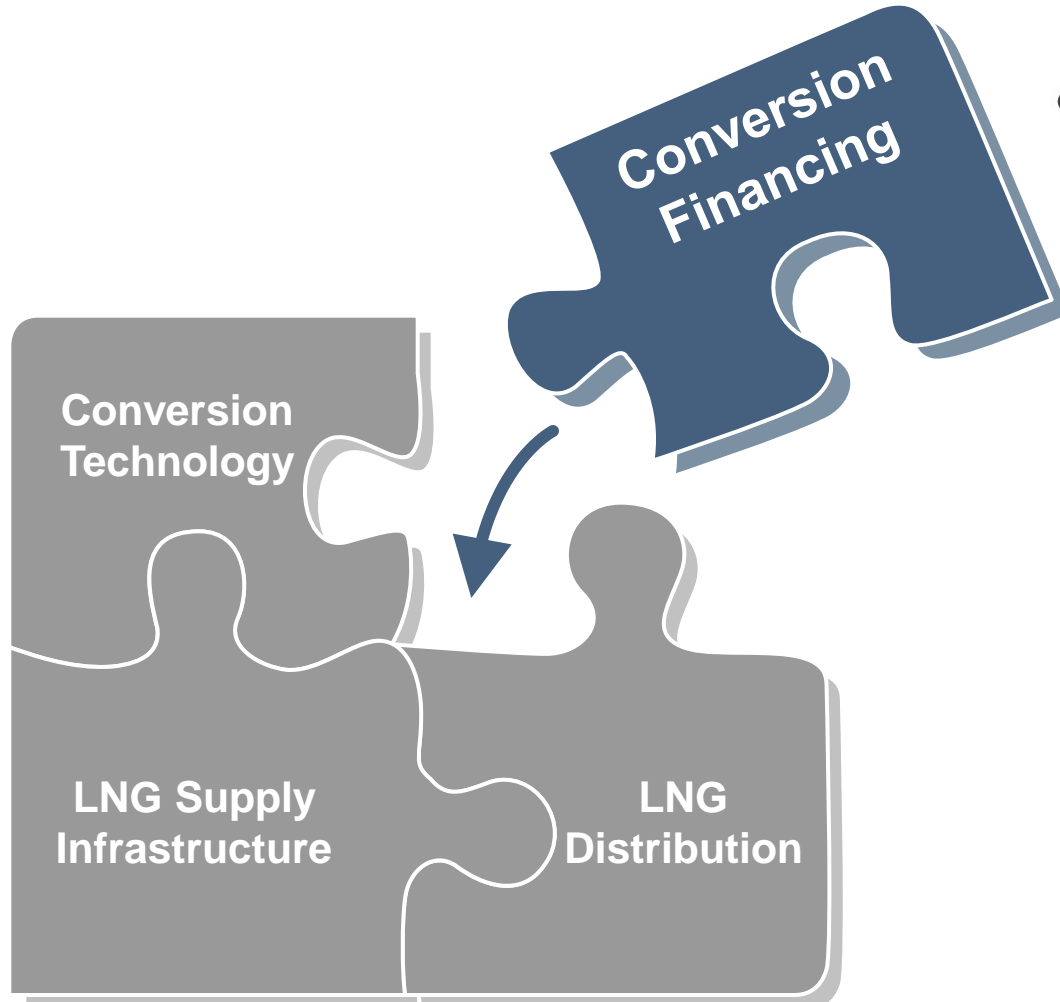 Conversion
Financing
Conversion
Technology
LNG Supply
Infrastructure
LNG
Distribution